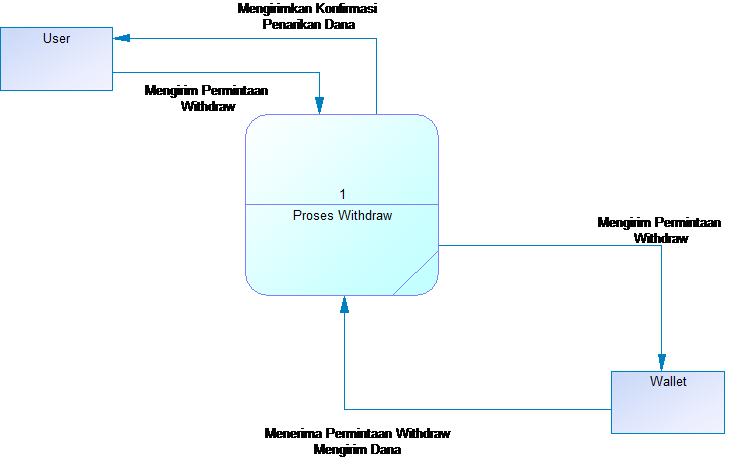 Mengirimkan Konfirmasi
Penarikan Dana
User
Mengirim Permintaan
Withdraw
1
Proses Withdraw
Mengirim Permintaan
Withdraw
Wallet
Menerima Permintaan Withdraw
Mengirim Dana